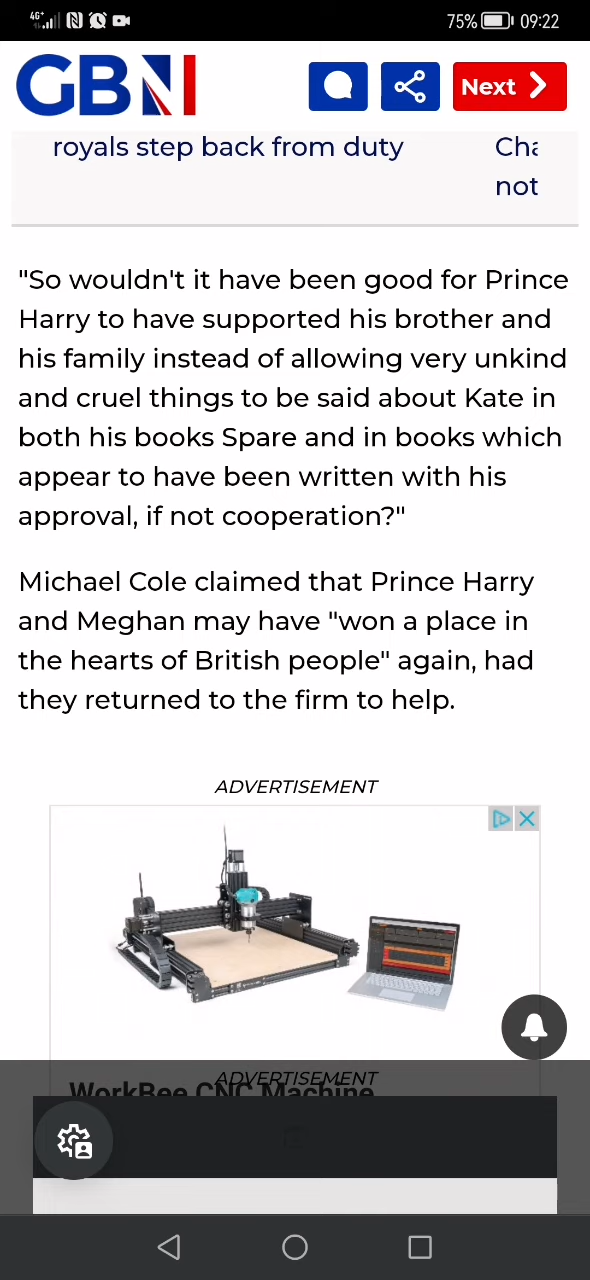 4G+ 75% 09:22
GBN
Next
royals step back from duty
Cha
not
"So wouldn't it have been good for Prince
Harry to have supported his brother and
his family instead of allowing very unkind
and cruel things to be said about Kate in
both his books Spare and in books which
appear to have been written with his
approval, if not cooperation?"
Michael Cole claimed that Prince Harry
and Meghan may have "won a place in
the hearts of British people" again, had
they returned to the firm to help.
ADVERTISEMENT
ADVERTISEMENT
WorkBee CNC Machine